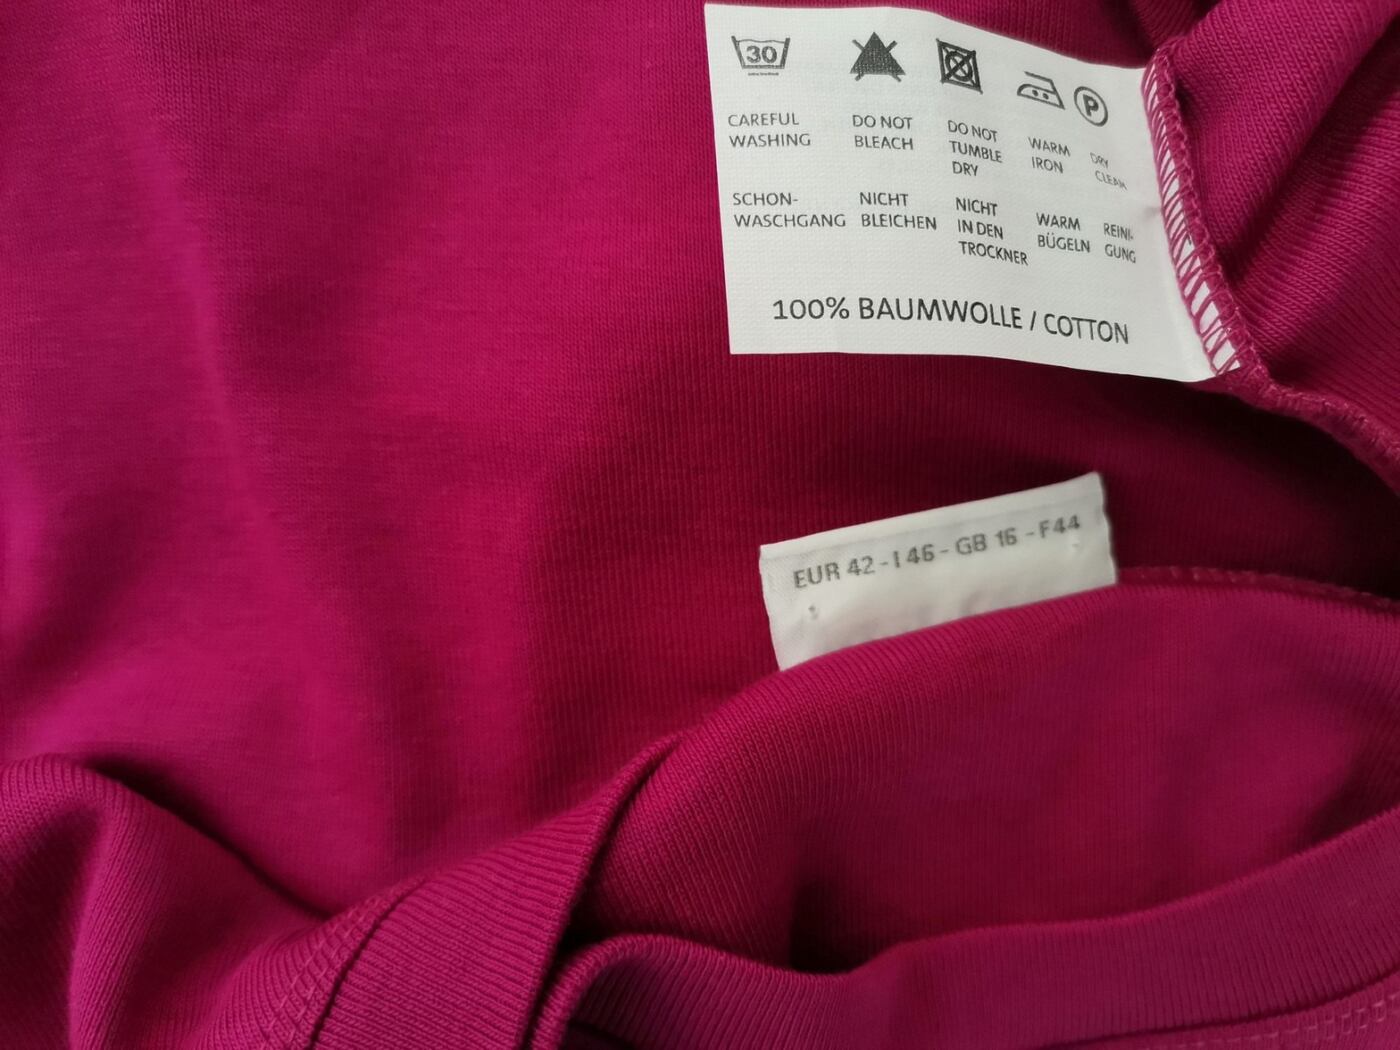 30
P
CAREFUL WASHING
DO NOT BLEACH
DO NOT TUMBLE DRY
WARM IRON
DRY CLEAN
SCHON-WASCHGANG
NICHT BLEICHEN
NICHT IN DEN TROCKNER
WARM BÜGELN
REINI-GUNG
100% BAUMWOLLE / COTTON
EUR 42 - I 46 - GB 16 - F 44